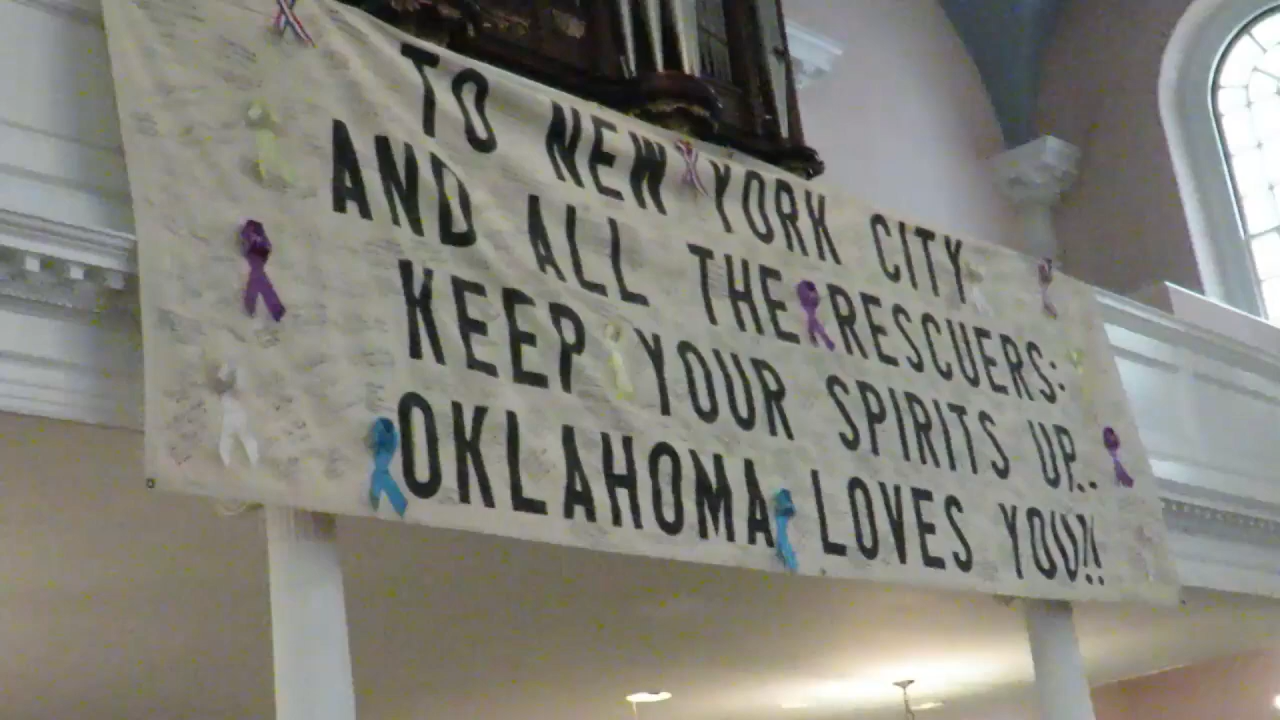 TO NEW YORK CITY
AND ALL THE RESCUERS:
KEEP YOUR SPIRITS UP..
OKLAHOMA LOVES YOU!!